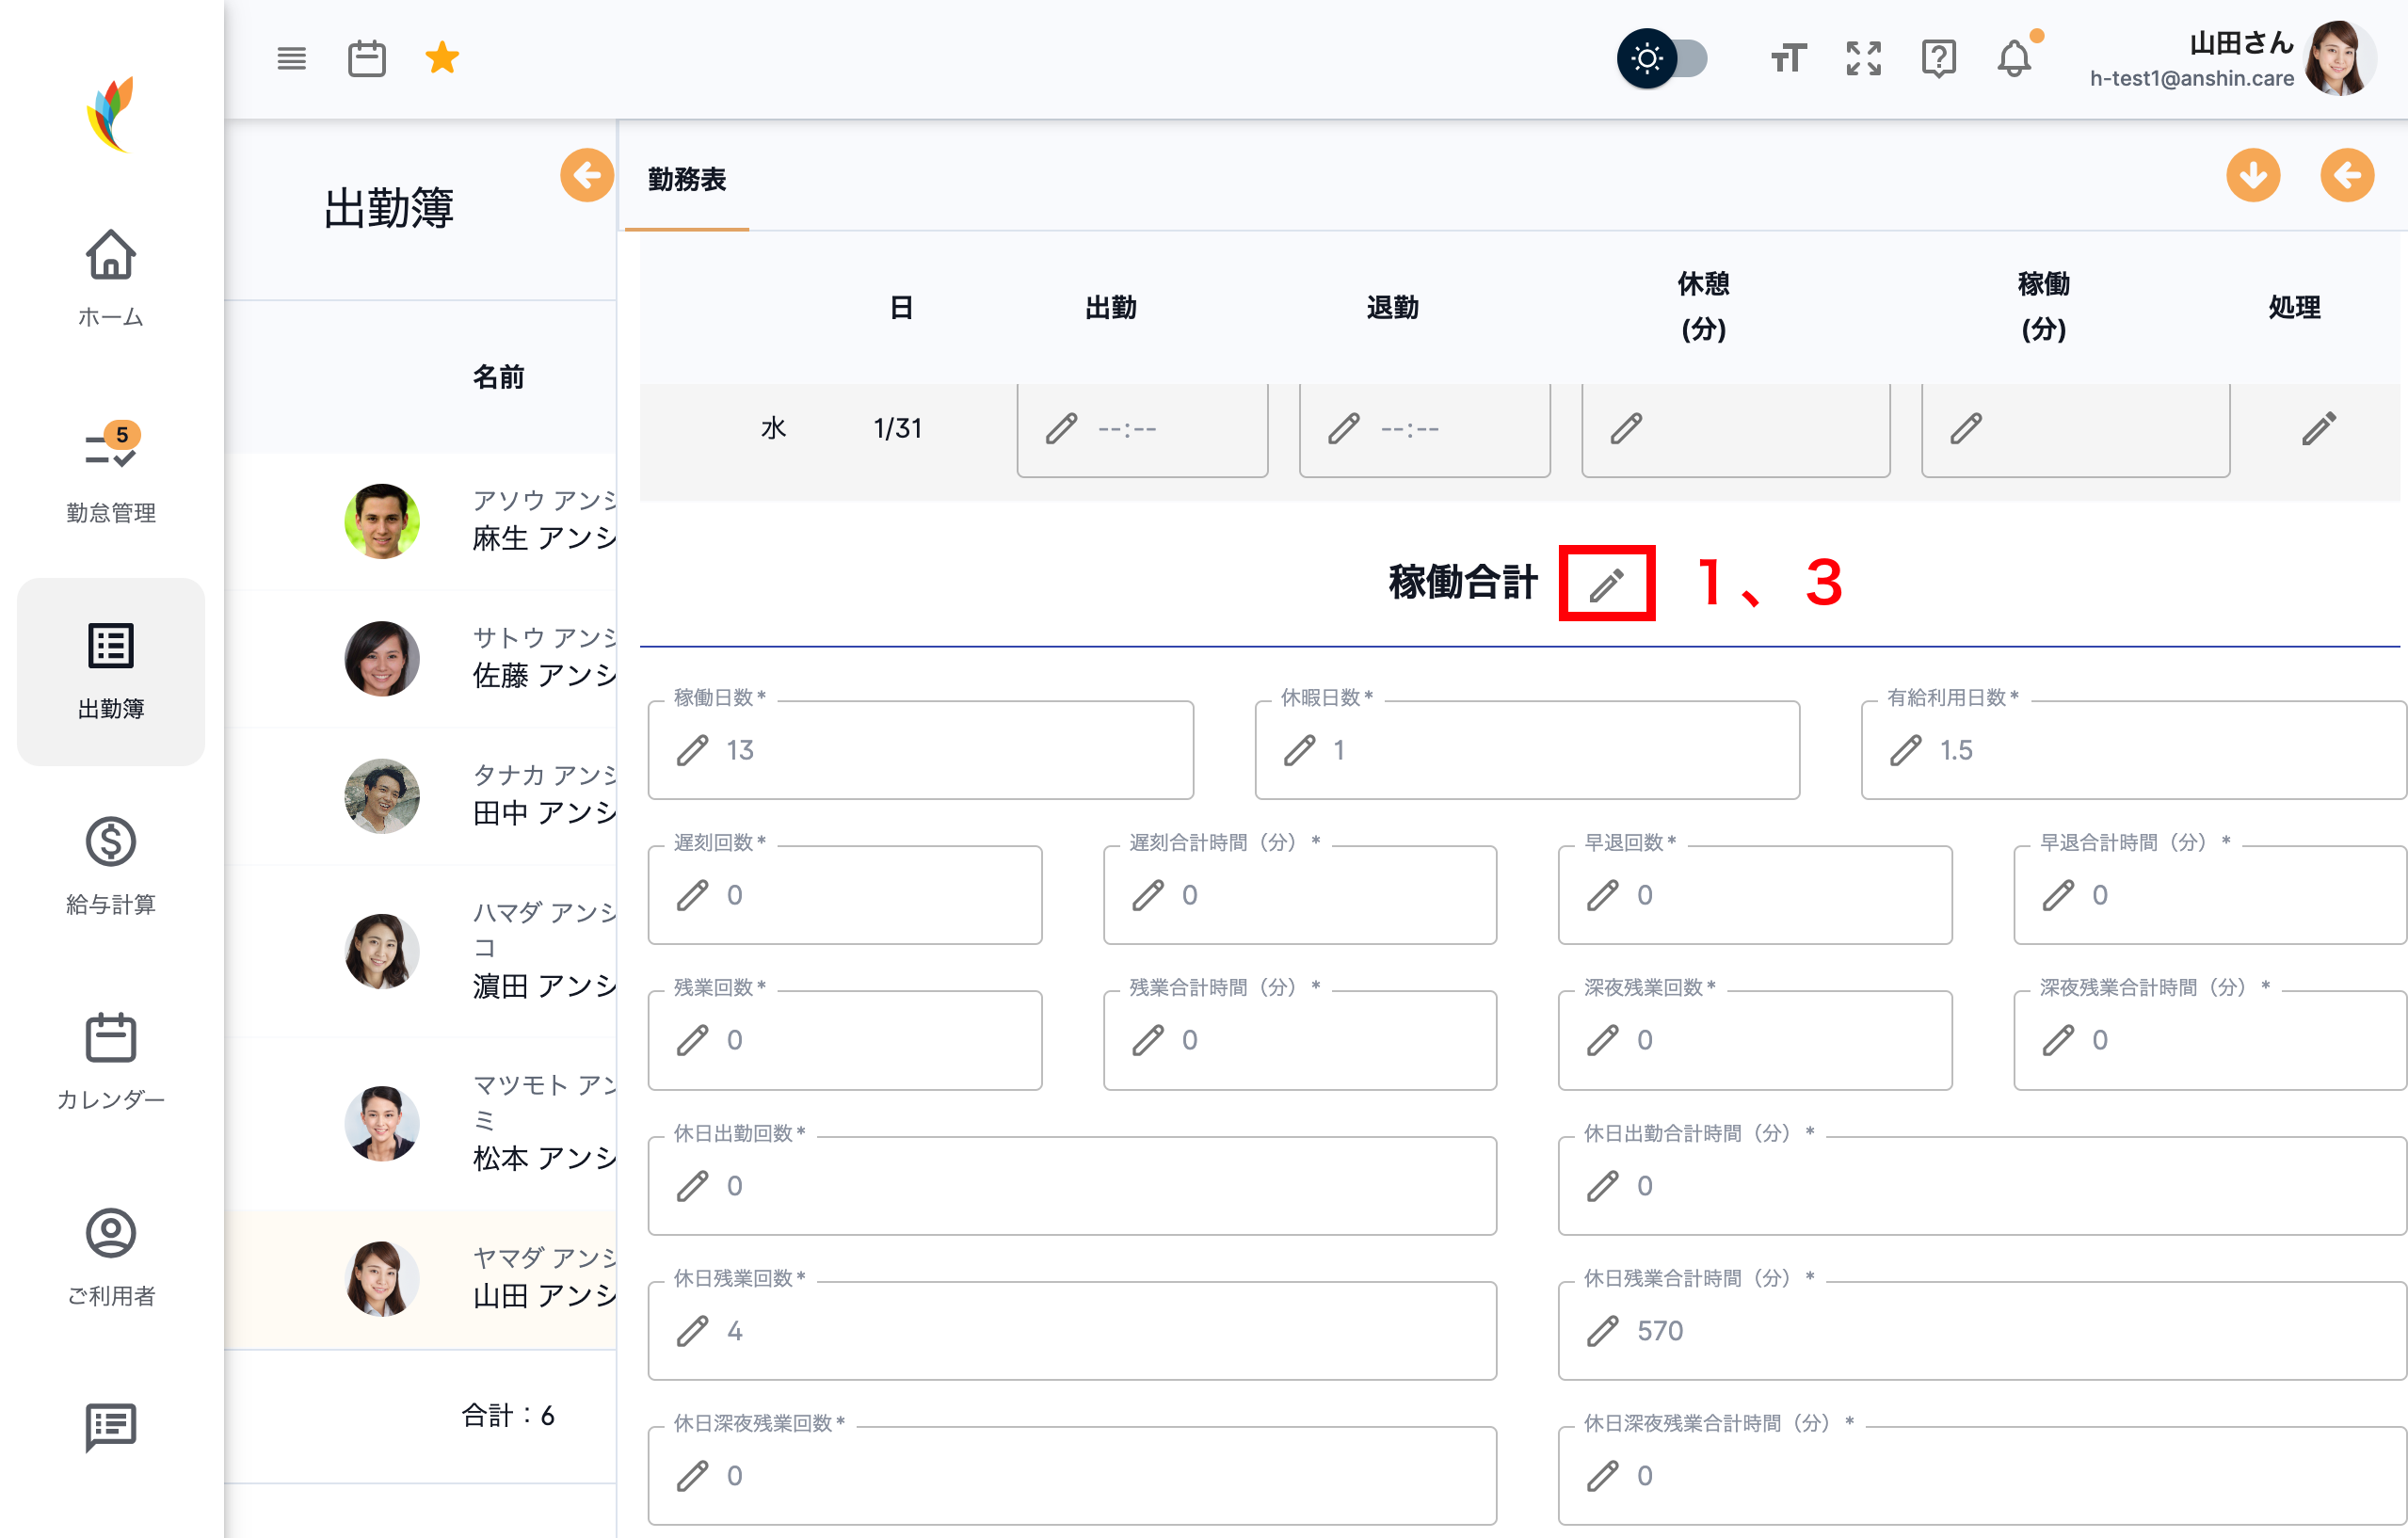 山田さん
h-test1@anshin.care
ホーム
5
勤怠管理
出勤簿
給与計算
カレンダー
ご利用者
出勤簿
名前
アソウ アンシ
麻生 アンシ
サトウ アンシ
佐藤 アンシ
タナカ アンシ
田中 アンシ
ハマダ アンシ
コ
濵田 アンシ
マツモト アン
ミ
松本 アンシ
ヤマダ アンシ
山田 アンシ
合計：6
勤務表
日 出勤 退勤 休憩 (分) 稼働 (分) 処理
水 1/31 --:-- --:--
稼働合計 1、3
稼働日数* 休暇日数* 有給利用日数*
13 1 1.5
遅刻回数* 遅刻合計時間（分）* 早退回数* 早退合計時間（分）*
0 0 0 0
残業回数* 残業合計時間（分）* 深夜残業回数* 深夜残業合計時間（分）*
0 0 0 0
休日出勤回数* 休日出勤合計時間（分）*
0 0
休日残業回数* 休日残業合計時間（分）*
4 570
休日深夜残業回数* 休日深夜残業合計時間（分）*
0 0